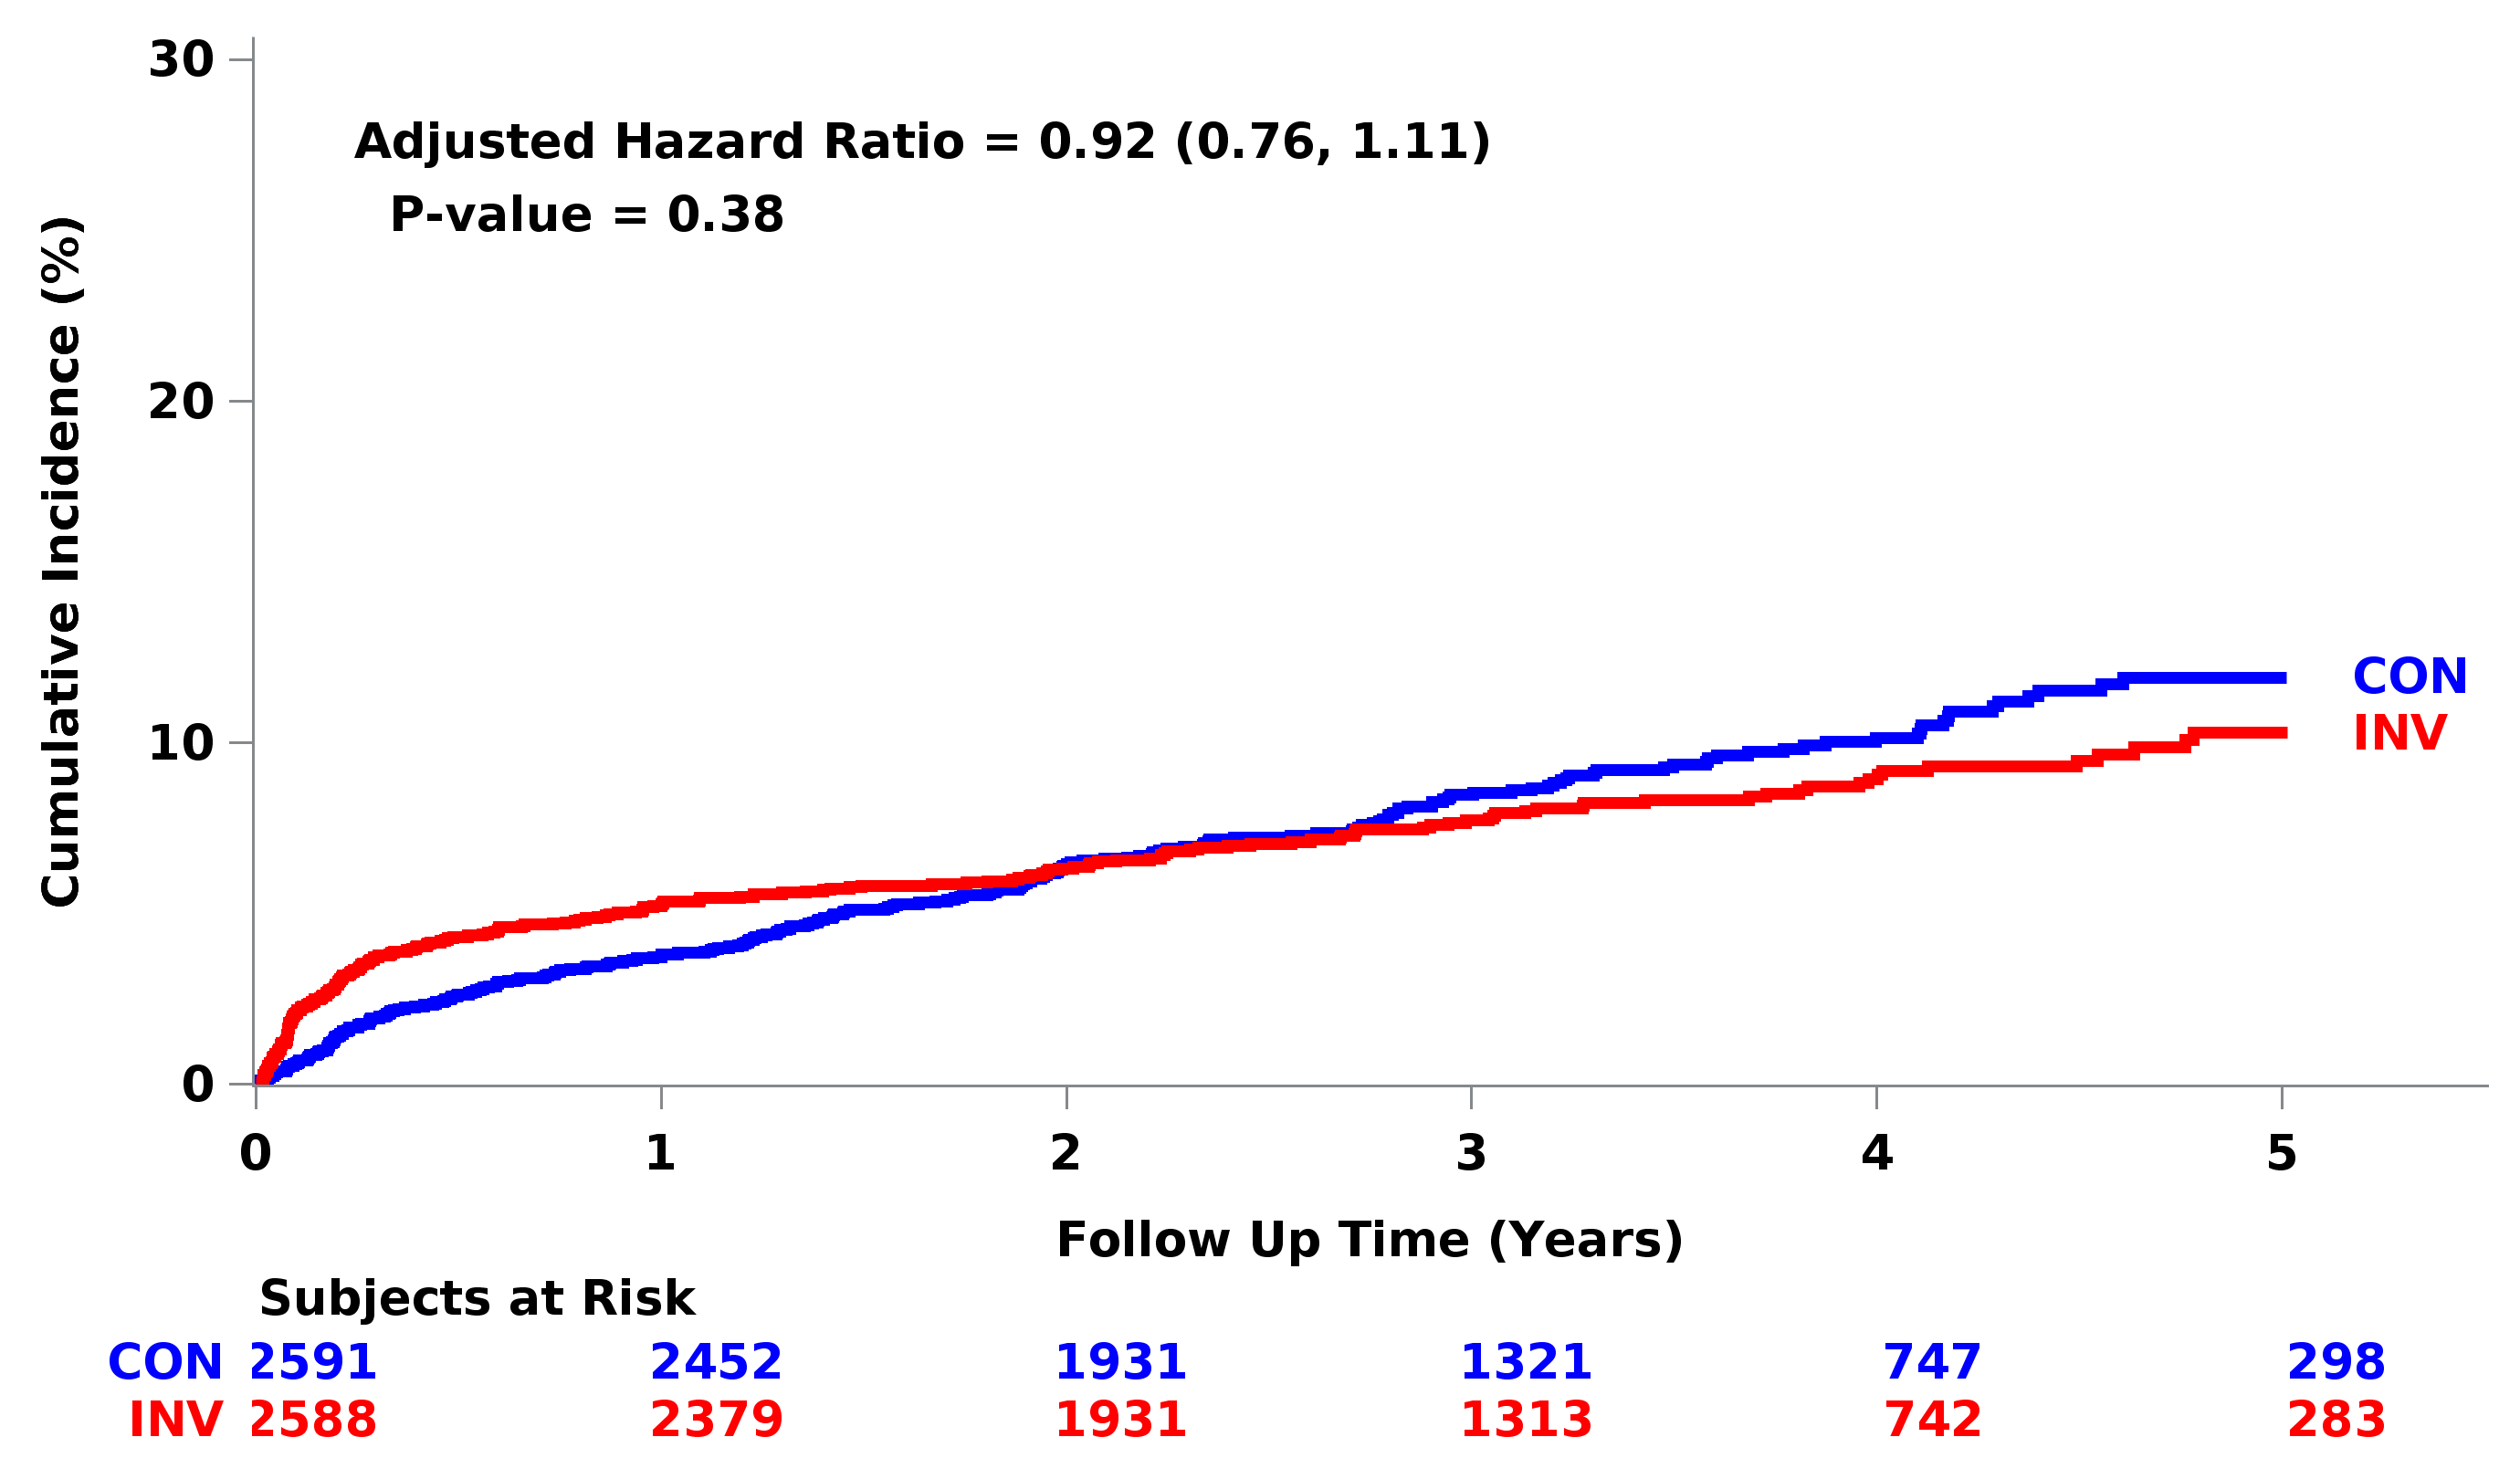 Adjusted Hazard Ratio = 0.92 (0.76, 1.11)
P-value = 0.38
Cumulative Incidence (%)
30
20
10
0
CON
INV
0 1 2 3 4 5
Follow Up Time (Years)
Subjects at Risk
CON 2591 2452 1931 1321 747 298
INV 2588 2379 1931 1313 742 283